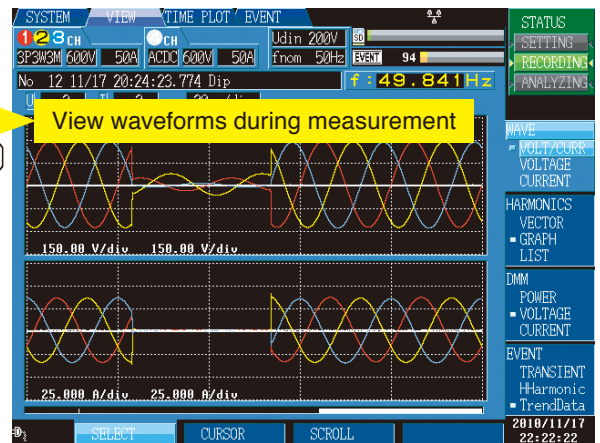 SYSTEM VIEW TIME PLOT EVENT
STATUS
1 2 3 CH CH Udin 200V SD
SETTING
3P3W3M 600V 50A ACDC 600V 50A fnom 50Hz EVENT 94
RECORDING
No 12 11/17 20:24:23.774 Dip f:49.841Hz
ANALYZING
View waveforms during measurement
WAVE
VOLT/CURR
VOLTAGE
CURRENT
HARMONICS
VECTOR
GRAPH
LIST
150.00 V/div 150.00 V/div
DMM
POWER
VOLTAGE
CURRENT
EVENT
TRANSIENT
HHarmonic
TrendData
25.000 A/div 25.000 A/div
SELECT CURSOR SCROLL
2010/11/17
22:22:22